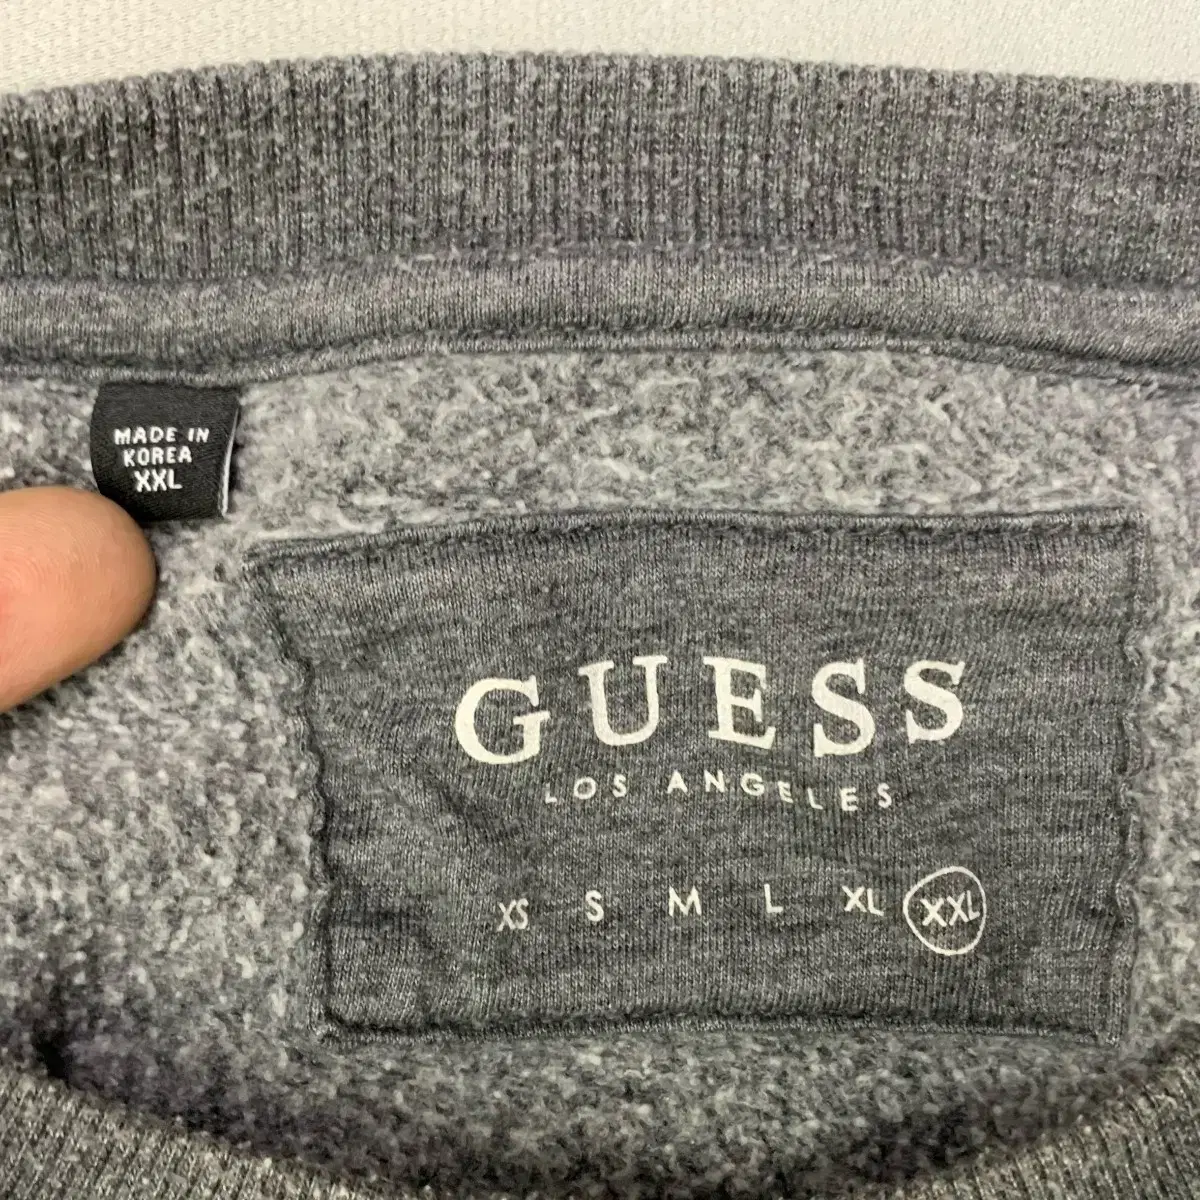 MADE IN
KOREA
XXL
GUESS
LOS ANGELES
XS S M L XL XXL